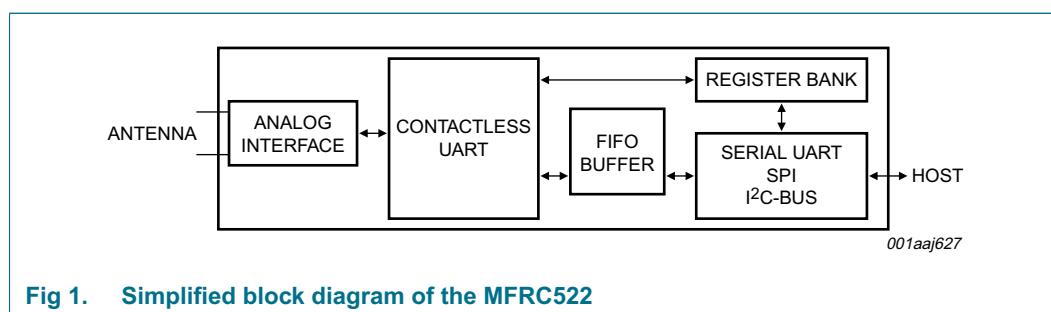 ANTENNA
ANALOG
INTERFACE
CONTACTLESS
UART
FIFO
BUFFER
REGISTER BANK
SERIAL UART
SPI
I²C-BUS
HOST
001aaj627
Fig 1. Simplified block diagram of the MFRC522